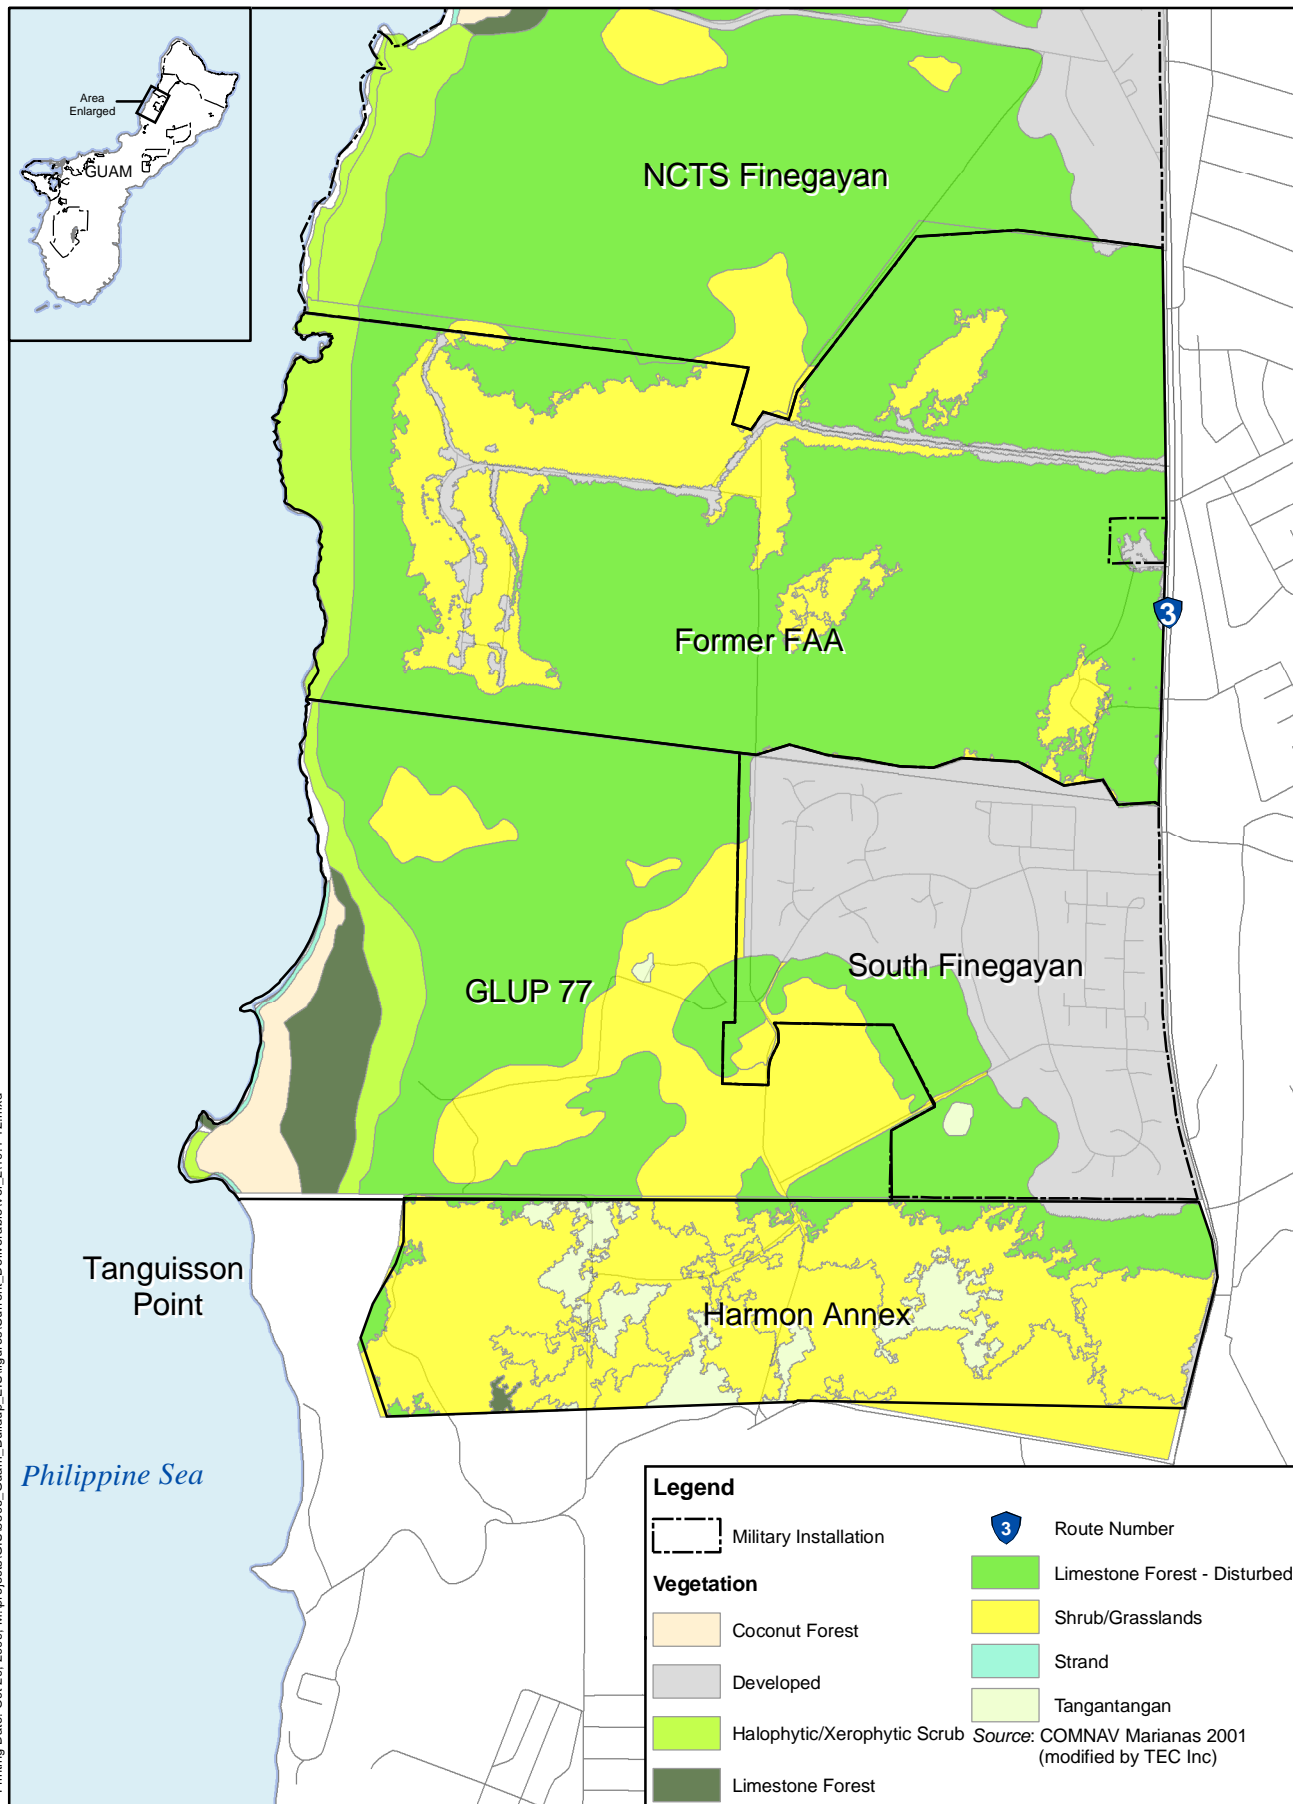 Area
Enlarged
GUAM
NCTS Finegayan
Former FAA
3
GLUP 77
South Finegayan
Tanguisson
Point
Harmon Annex
Philippine Sea
Legend
Military Installation
Vegetation
Coconut Forest
Developed
Halophytic/Xerophytic Scrub
Limestone Forest
3
Route Number
Limestone Forest - Disturbed
Shrub/Grasslands
Strand
Tangantangan
Source: COMNAV Marianas 2001
(modified by TEC Inc)